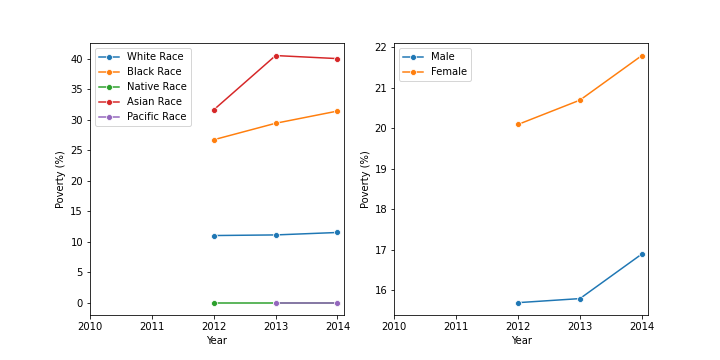 White Race
Black Race
Native Race
Asian Race
Pacific Race
Poverty (%)
40
35
30
25
20
15
10
5
0
2010 2011 2012 2013 2014
Year
Male
Female
Poverty (%)
22
21
20
19
18
17
16
2010 2011 2012 2013 2014
Year